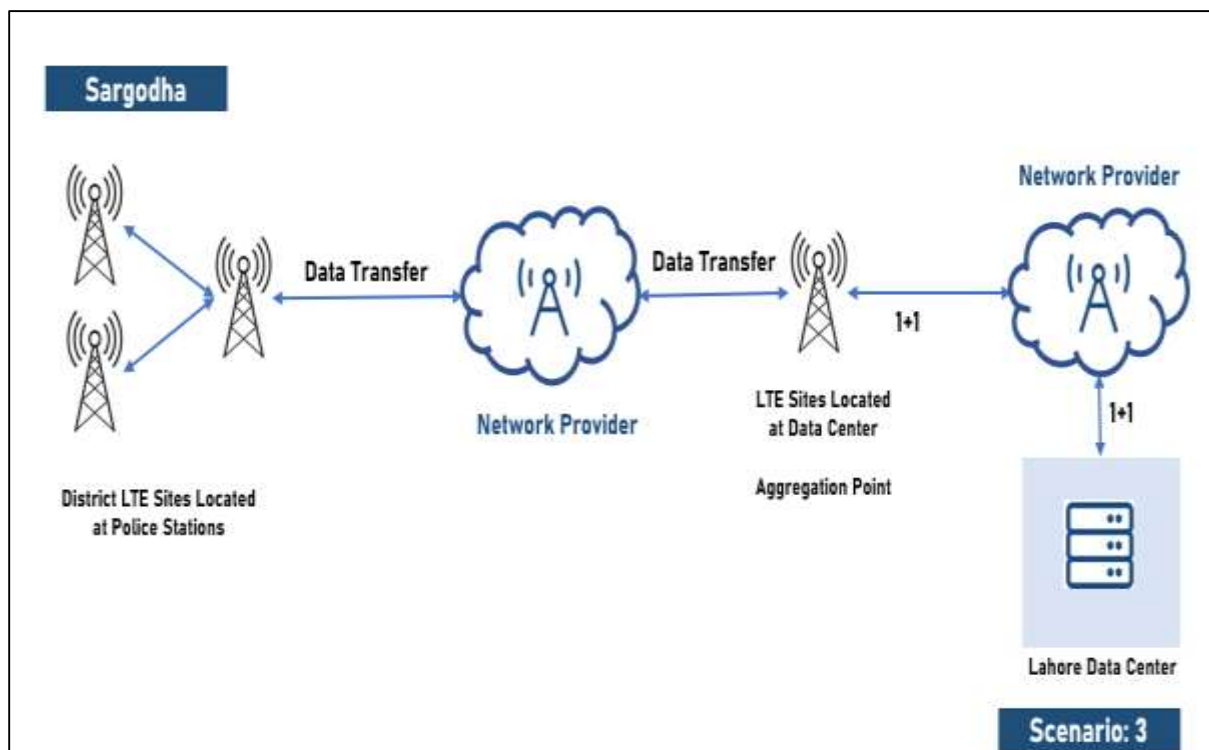 Sargodha
Network Provider
Data Transfer
Data Transfer
1+1
Network Provider
LTE Sites Located
at Data Center
Aggregation Point
1+1
District LTE Sites Located
at Police Stations
Lahore Data Center
Scenario: 3